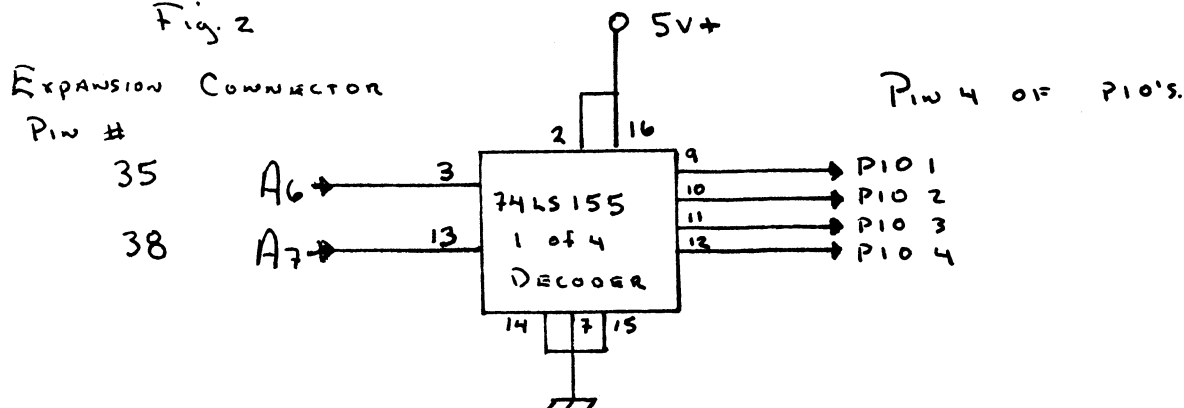 Fig. 2
5V+
Expansion Connector
Pin 4 of PIO's.
Pin #
2 16
35 A6 3 9 PIO 1
74LS155 10 PIO 2
1 of 4 11 PIO 3
38 A7 13 12 PIO 4
Decoder
14 7 15